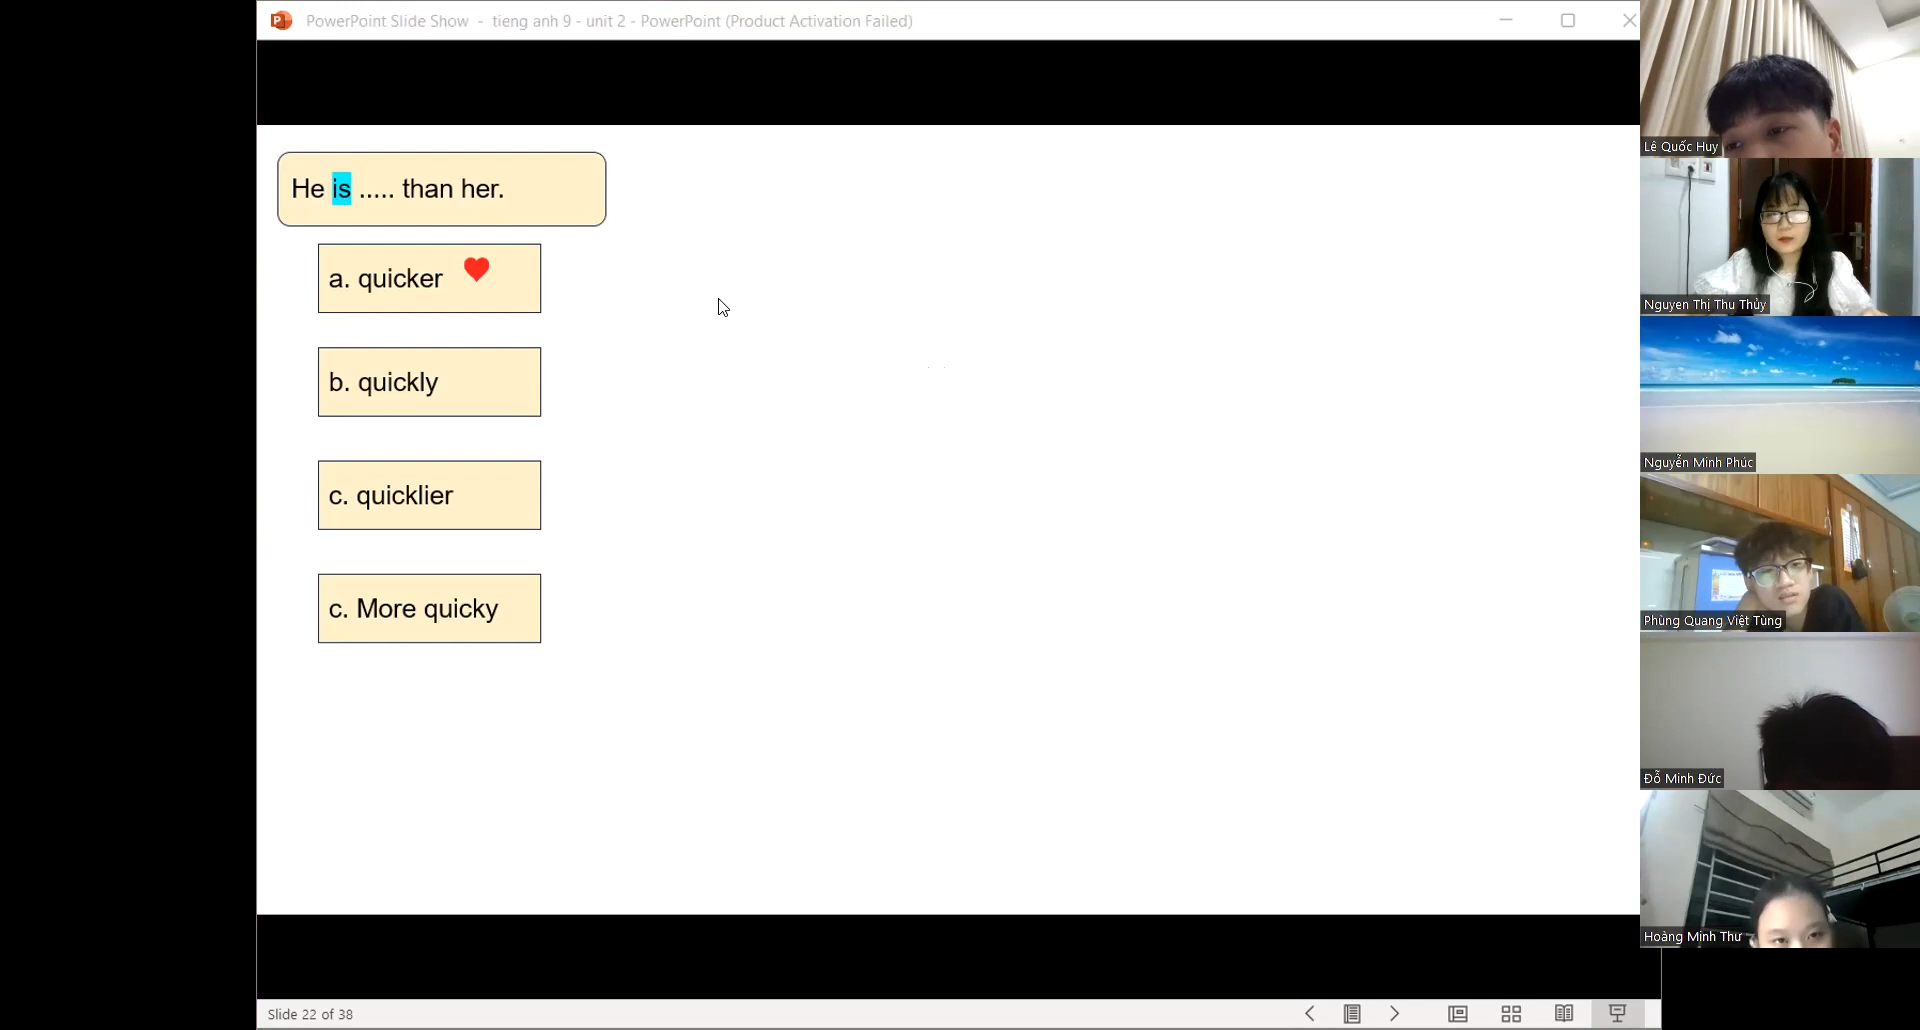 PowerPoint Slide Show - tieng anh 9 - unit 2 - PowerPoint (Product Activation Failed)
He is ..... than her.
a. quicker
b. quickly
c. quicklier
c. More quicky
Lê Quốc Huy
Nguyen Thị Thu Thủy
Nguyễn Minh Phúc
Phùng Quang Việt Tùng
Đỗ Minh Đức
Hoàng Minh Thư
Slide 22 of 38